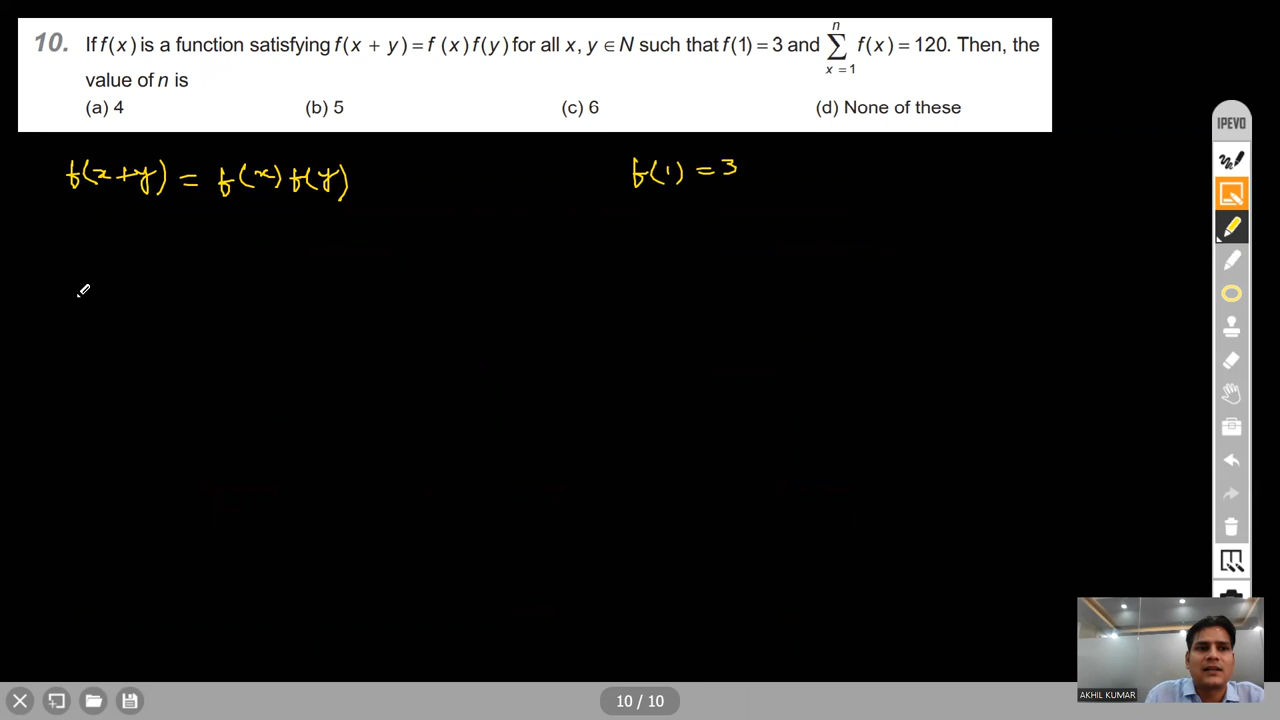 10. If f(x) is a function satisfying f(x + y) = f(x) f(y) for all x, y ∈ N such that f(1) = 3 and \sum_{x=1}^{n} f(x) = 120. Then, the
value of n is
(a) 4 (b) 5 (c) 6 (d) None of these
f(x+y) = f(x) f(y) f(1) = 3
IPEVO
AKHIL KUMAR
10 / 10